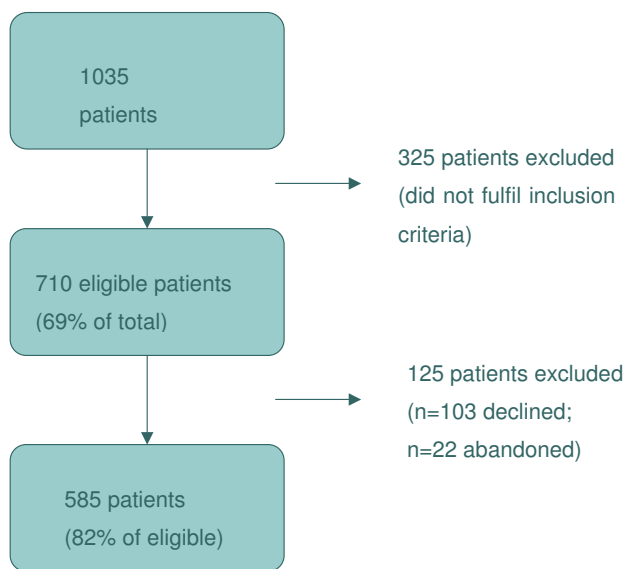 1035
patients
325 patients excluded
(did not fulfil inclusion
criteria)
710 eligible patients
(69% of total)
125 patients excluded
(n=103 declined;
n=22 abandoned)
585 patients
(82% of eligible)